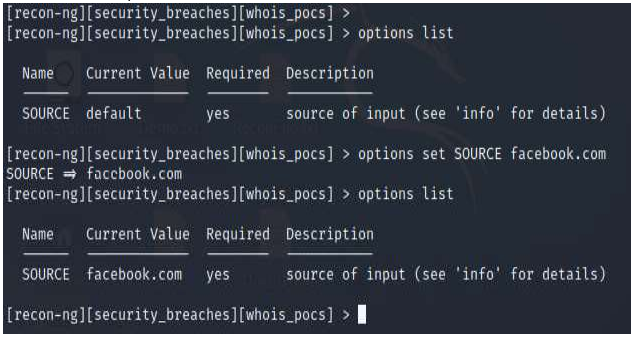 [recon-ng][security_breaches][whois_pocs] >
[recon-ng][security_breaches][whois_pocs] > options list
Name Current Value Required Description
SOURCE default yes source of input (see 'info' for details)
[recon-ng][security_breaches][whois_pocs] > options set SOURCE facebook.com
SOURCE ⇒ facebook.com
[recon-ng][security_breaches][whois_pocs] > options list
Name Current Value Required Description
SOURCE facebook.com yes source of input (see 'info' for details)
[recon-ng][security_breaches][whois_pocs] >